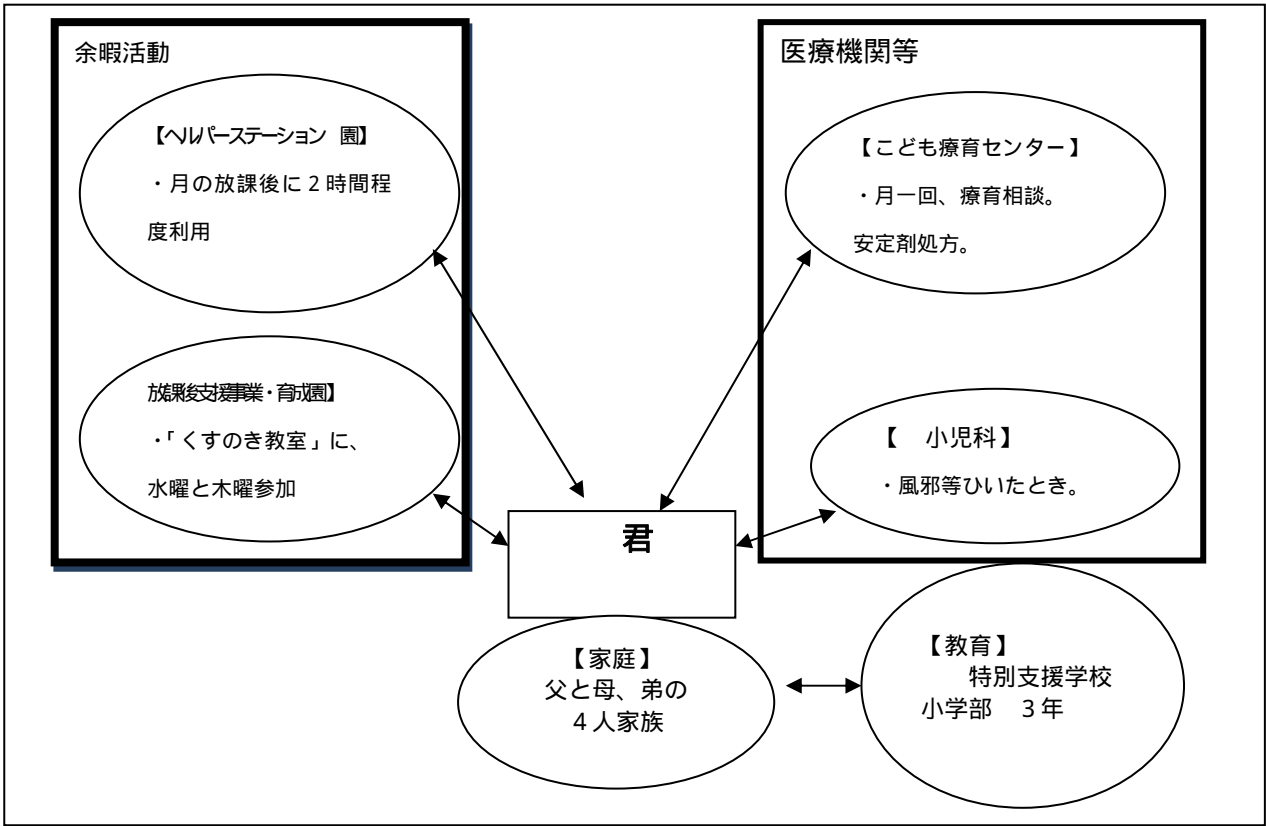 余暇活動
【ヘルパーステーション　園】
・月の放課後に２時間程
度利用
放課後支援事業・育成園】
・「くすのき教室」に、
水曜と木曜参加
医療機関等
【こども療育センター】
・月一回、療育相談。
安定剤処方。
【　小児科】
・風邪等ひいたとき。
君
【家庭】
父と母、弟の
４人家族
【教育】
特別支援学校
小学部　３年